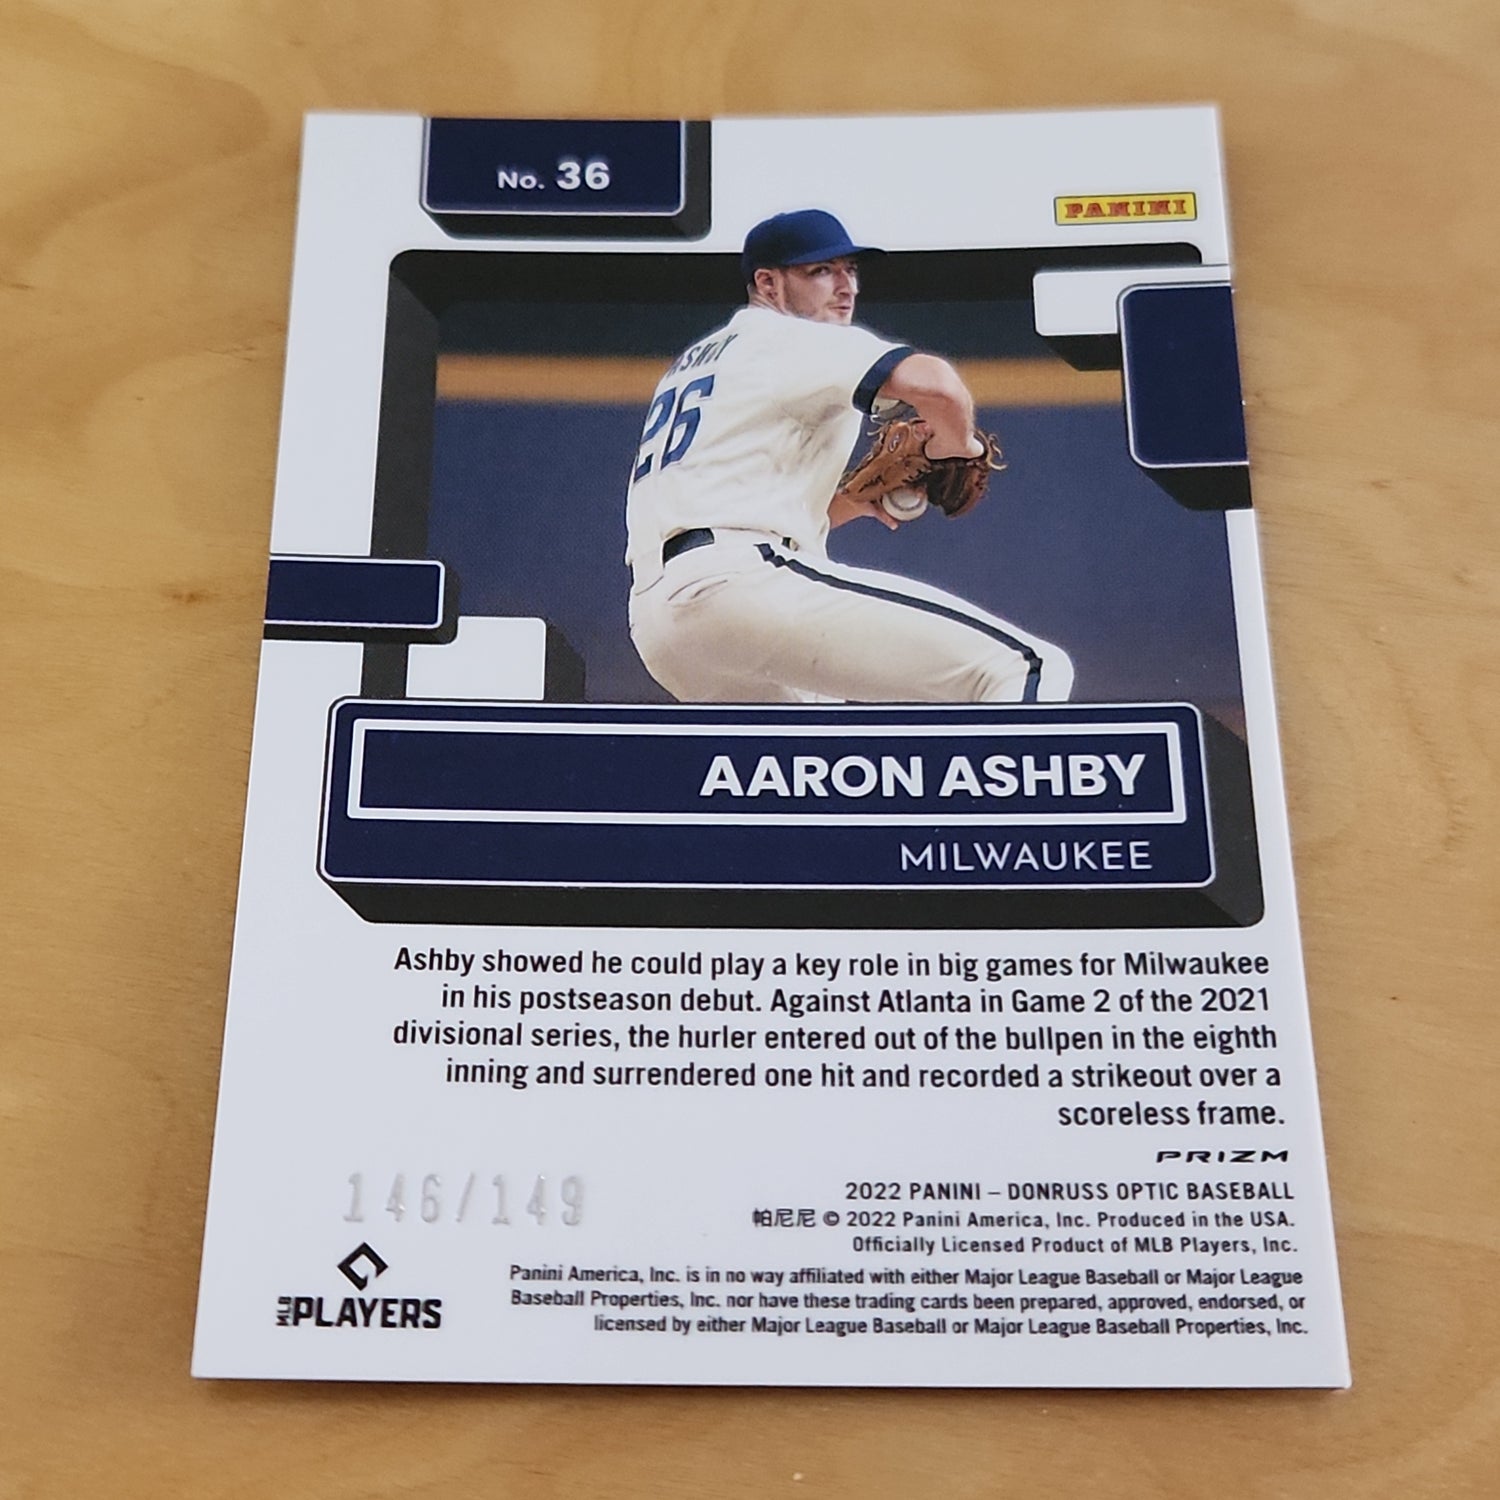 No. 36
PANINI
ASHBY
26
AARON ASHBY
MILWAUKEE
Ashby showed he could play a key role in big games for Milwaukee
in his postseason debut. Against Atlanta in Game 2 of the 2021
divisional series, the hurler entered out of the bullpen in the eighth
inning and surrendered one hit and recorded a strikeout over a
scoreless frame.
PRIZM
146/149
2022 PANINI – DONRUSS OPTIC BASEBALL
帕尼尼 © 2022 Panini America, Inc. Produced in the USA.
Officially Licensed Product of MLB Players, Inc.
MLB PLAYERS
Panini America, Inc. is in no way affiliated with either Major League Baseball or Major League
Baseball Properties, Inc. nor have these trading cards been prepared, approved, endorsed, or
licensed by either Major League Baseball or Major League Baseball Properties, Inc.